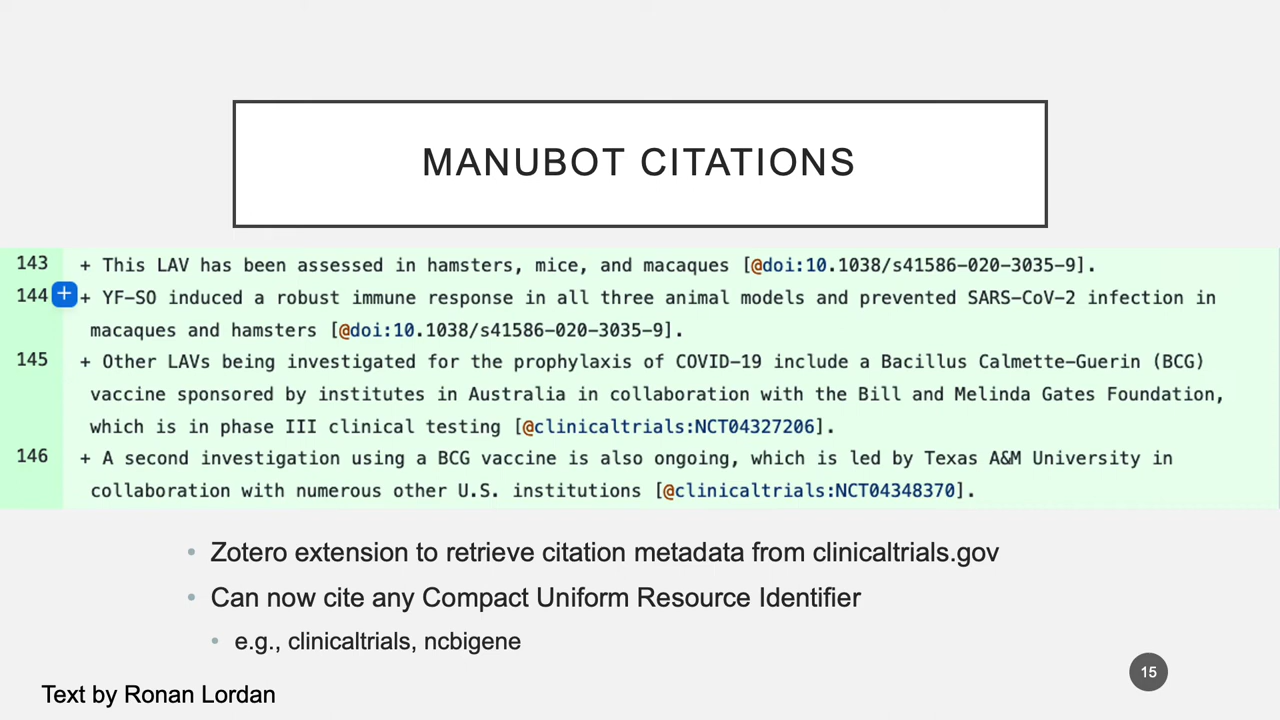 MANUBOT CITATIONS
143 + This LAV has been assessed in hamsters, mice, and macaques [@doi:10.1038/s41586-020-3035-9].
144 + YF-SO induced a robust immune response in all three animal models and prevented SARS-CoV-2 infection in
macaques and hamsters [@doi:10.1038/s41586-020-3035-9].
145 + Other LAVs being investigated for the prophylaxis of COVID-19 include a Bacillus Calmette-Guerin (BCG)
vaccine sponsored by institutes in Australia in collaboration with the Bill and Melinda Gates Foundation,
which is in phase III clinical testing [@clinicaltrials:NCT04327206].
146 + A second investigation using a BCG vaccine is also ongoing, which is led by Texas A&M University in
collaboration with numerous other U.S. institutions [@clinicaltrials:NCT04348370].
• Zotero extension to retrieve citation metadata from clinicaltrials.gov
• Can now cite any Compact Uniform Resource Identifier
• e.g., clinicaltrials, ncbigene
15
Text by Ronan Lordan